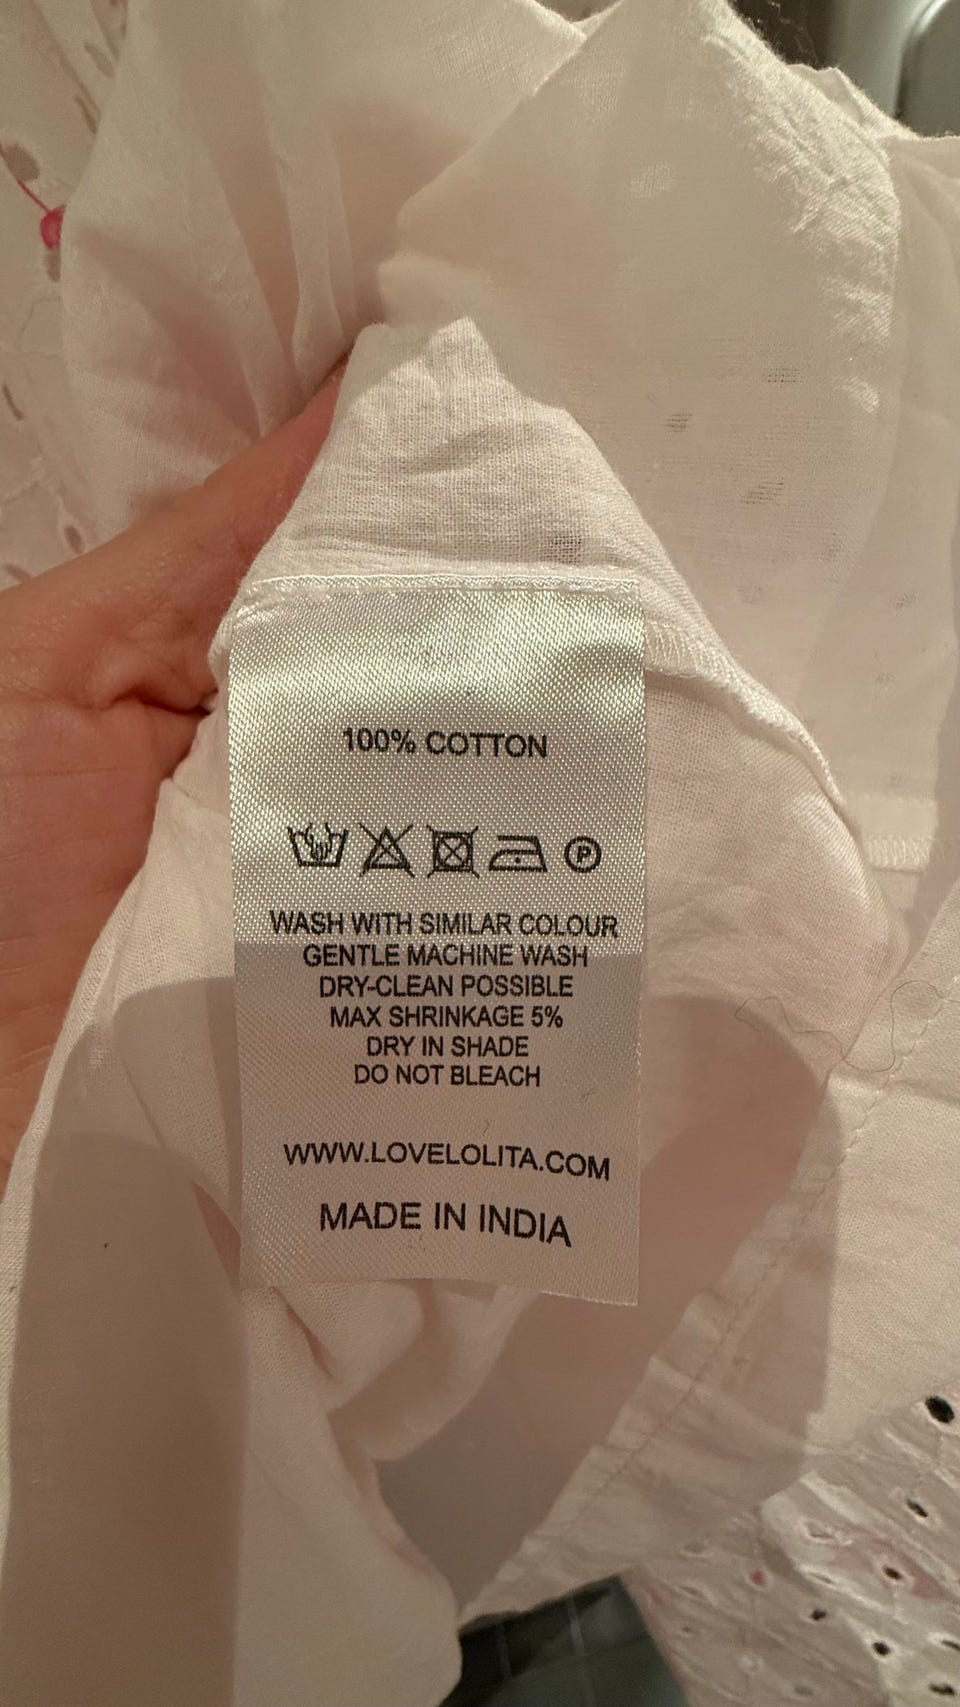 100% COTTON
P
WASH WITH SIMILAR COLOUR
GENTLE MACHINE WASH
DRY-CLEAN POSSIBLE
MAX SHRINKAGE 5%
DRY IN SHADE
DO NOT BLEACH
WWW.LOVELOLITA.COM
MADE IN INDIA